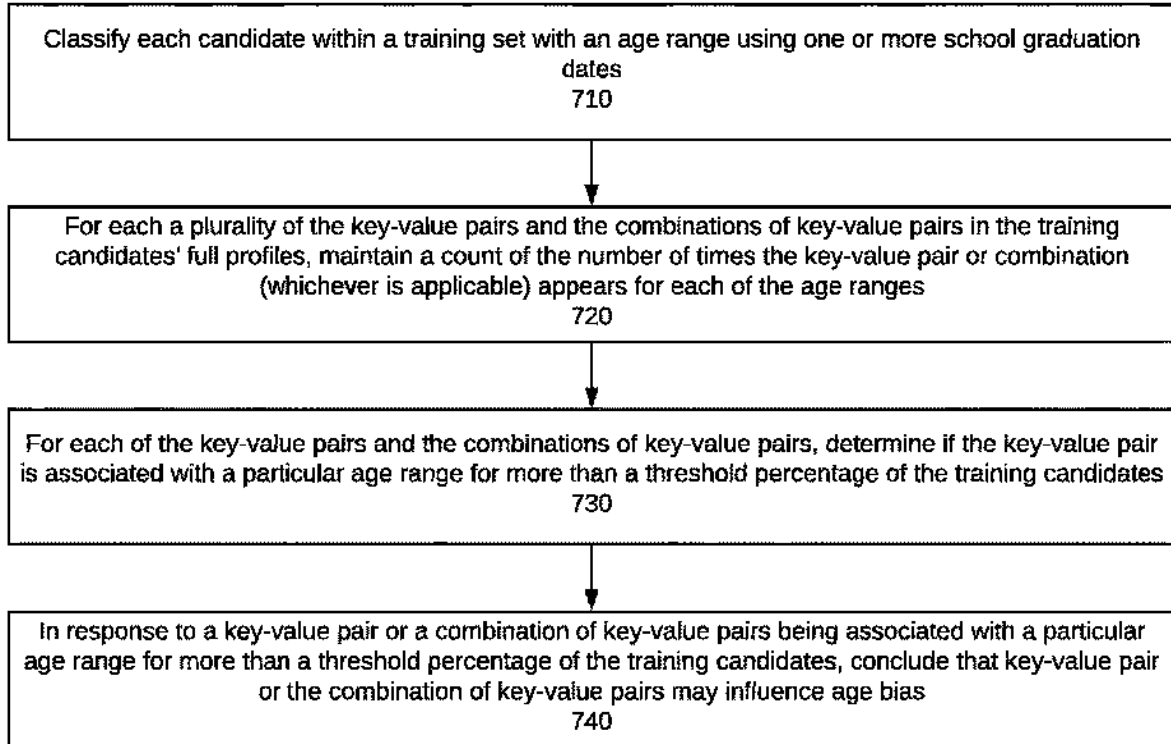 Classify each candidate within a training set with an age range using one or more school graduation
dates
710
For each a plurality of the key-value pairs and the combinations of key-value pairs in the training
candidates' full profiles, maintain a count of the number of times the key-value pair or combination
(whichever is applicable) appears for each of the age ranges
720
For each of the key-value pairs and the combinations of key-value pairs, determine if the key-value pair
is associated with a particular age range for more than a threshold percentage of the training candidates
730
In response to a key-value pair or a combination of key-value pairs being associated with a particular
age range for more than a threshold percentage of the training candidates, conclude that key-value pair
or the combination of key-value pairs may influence age bias
740